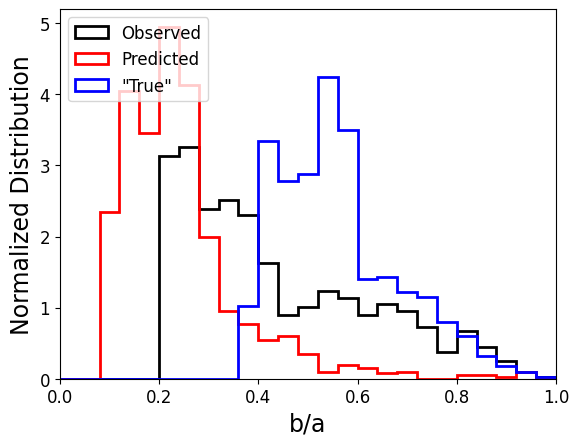 Observed
Predicted
"True"
Normalized Distribution
5
4
3
2
1
0
0.0 0.2 0.4 0.6 0.8 1.0
b/a